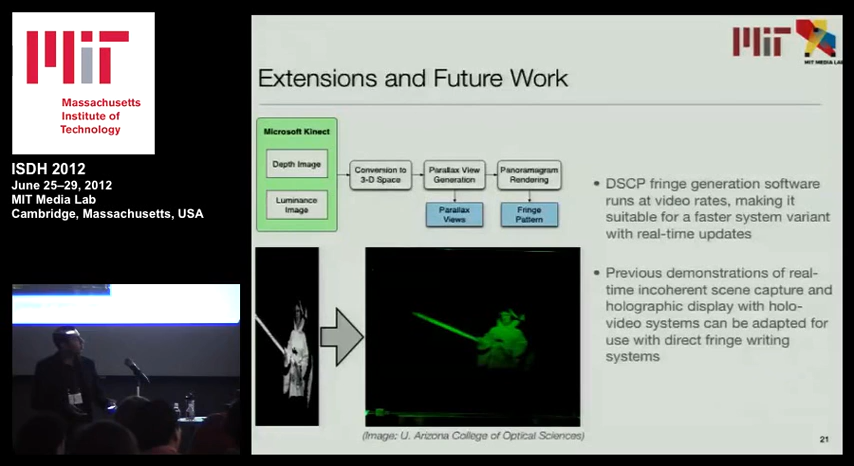 MIT
Massachusetts
Institute of
Technology
ISDH 2012
June 25–29, 2012
MIT Media Lab
Cambridge, Massachusetts, USA
MIT
MIT MEDIA LAB
Extensions and Future Work
Microsoft Kinect
Depth Image
Luminance
Image
Conversion to
3-D Space
Parallax View
Generation
Panoramagram
Rendering
Parallax
Views
Fringe
Pattern
• DSCP fringe generation software
runs at video rates, making it
suitable for a faster system variant
with real-time updates
• Previous demonstrations of real-
time incoherent scene capture and
holographic display with holo-
video systems can be adapted for
use with direct fringe writing
systems
(Image: U. Arizona College of Optical Sciences)
21